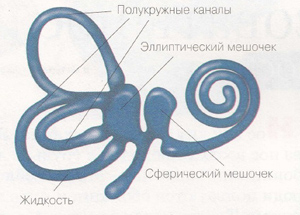 Полукружные каналы
Эллиптический мешочек
Сферический мешочек
Жидкость